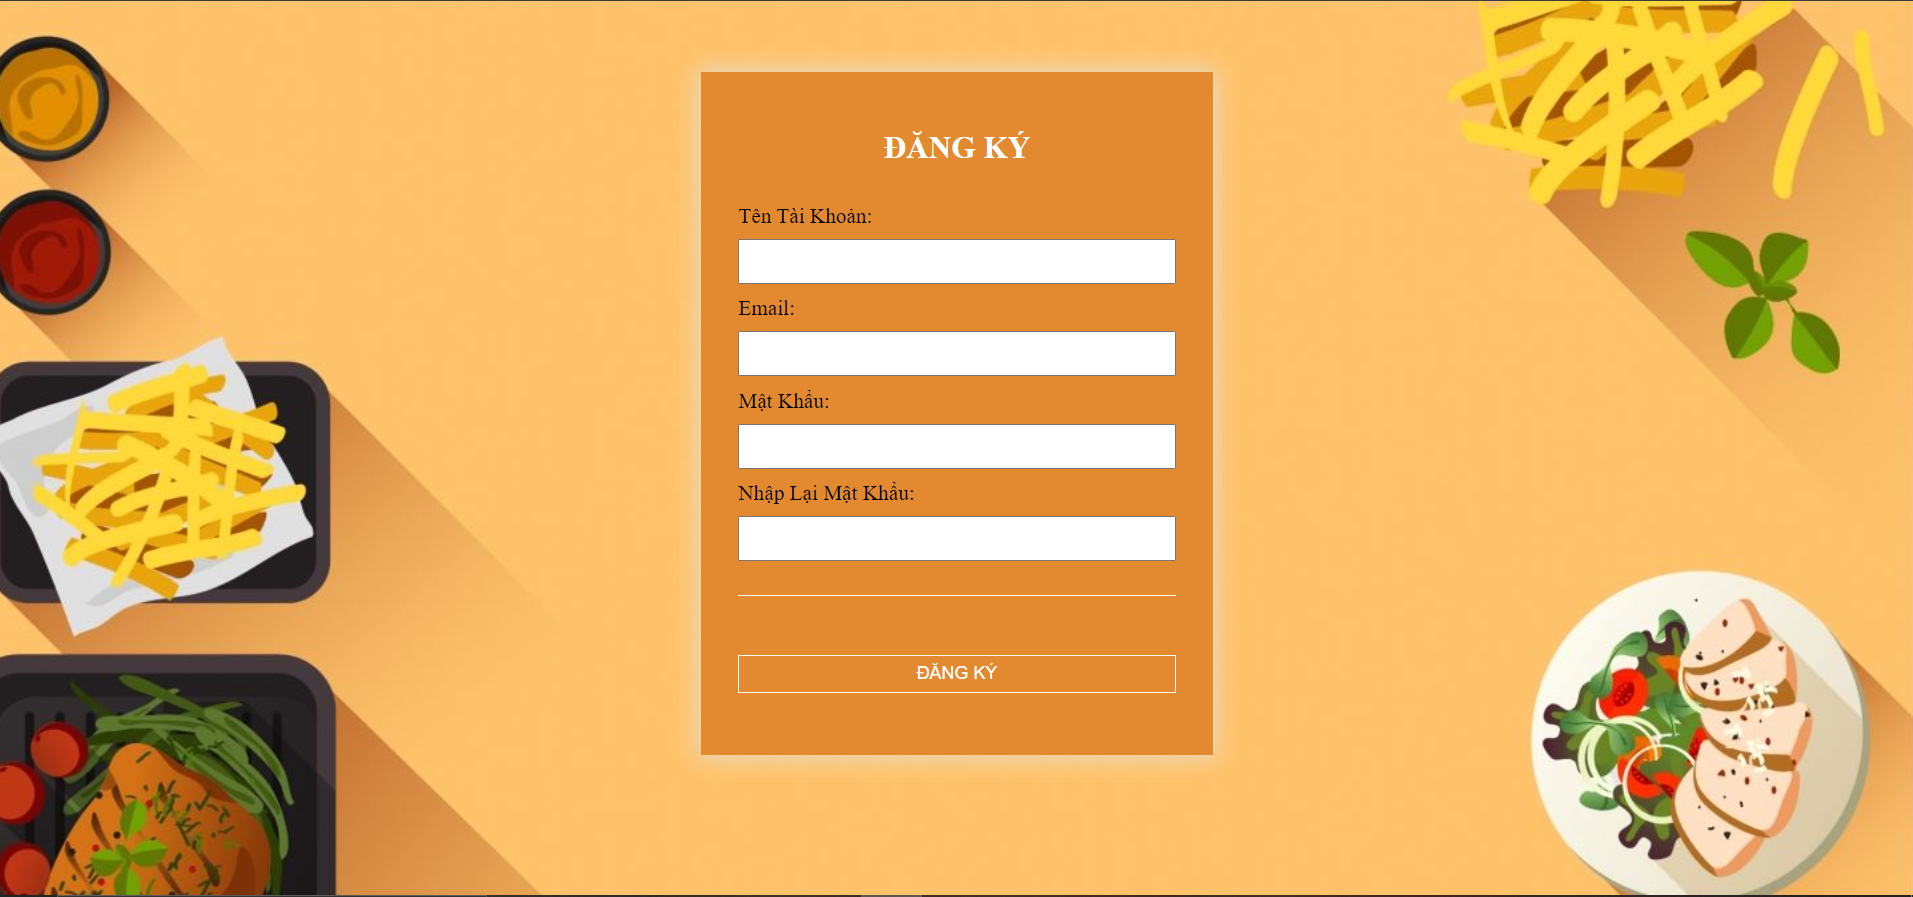 ĐĂNG KÝ
Tên Tài Khoản:
Email:
Mật Khẩu:
Nhập Lại Mật Khẩu:
ĐĂNG KÝ